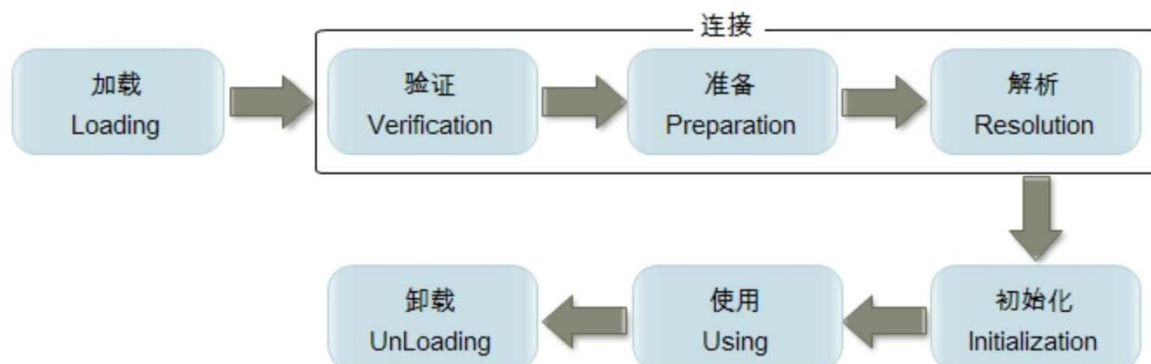 连接
加载
Loading
验证
Verification
准备
Preparation
解析
Resolution
卸载
UnLoading
使用
Using
初始化
Initialization